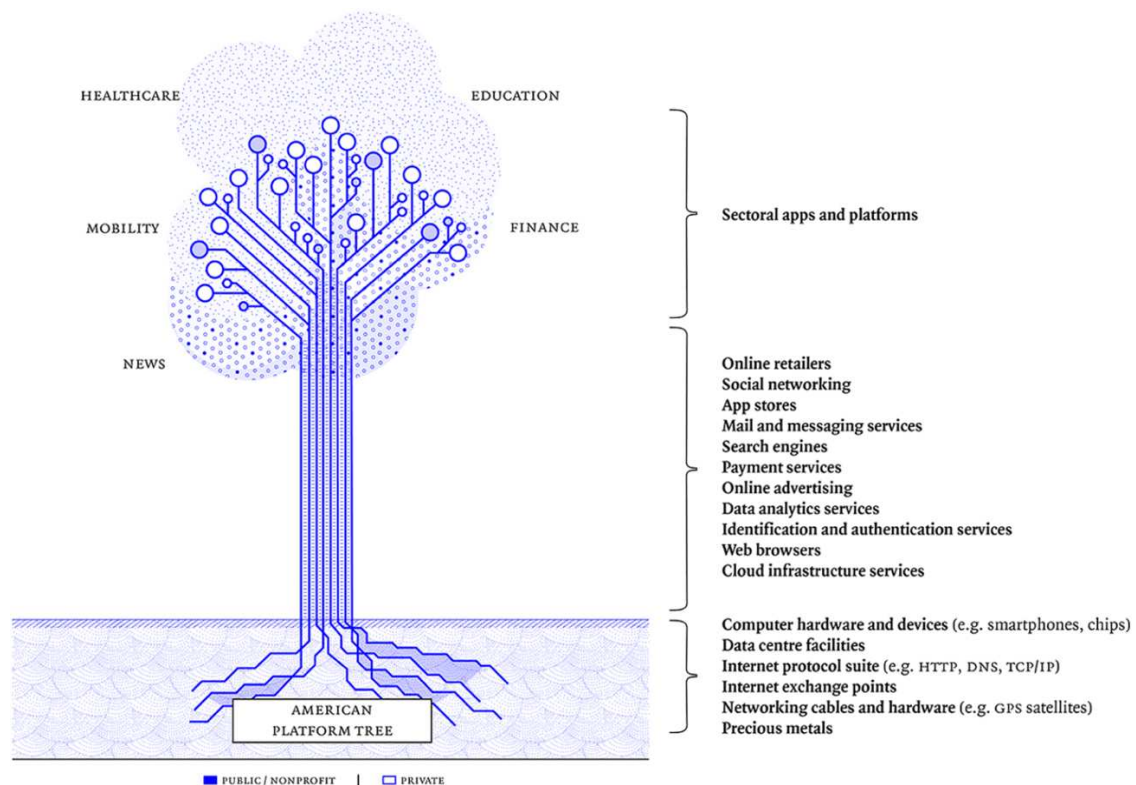 HEALTHCARE
EDUCATION
MOBILITY
FINANCE
NEWS
Sectoral apps and platforms
Online retailers
Social networking
App stores
Mail and messaging services
Search engines
Payment services
Online advertising
Data analytics services
Identification and authentication services
Web browsers
Cloud infrastructure services
Computer hardware and devices (e.g. smartphones, chips)
Data centre facilities
Internet protocol suite (e.g. HTTP, DNS, TCP/IP)
Internet exchange points
Networking cables and hardware (e.g. GPS satellites)
Precious metals
AMERICAN
PLATFORM TREE
PUBLIC / NONPROFIT | PRIVATE